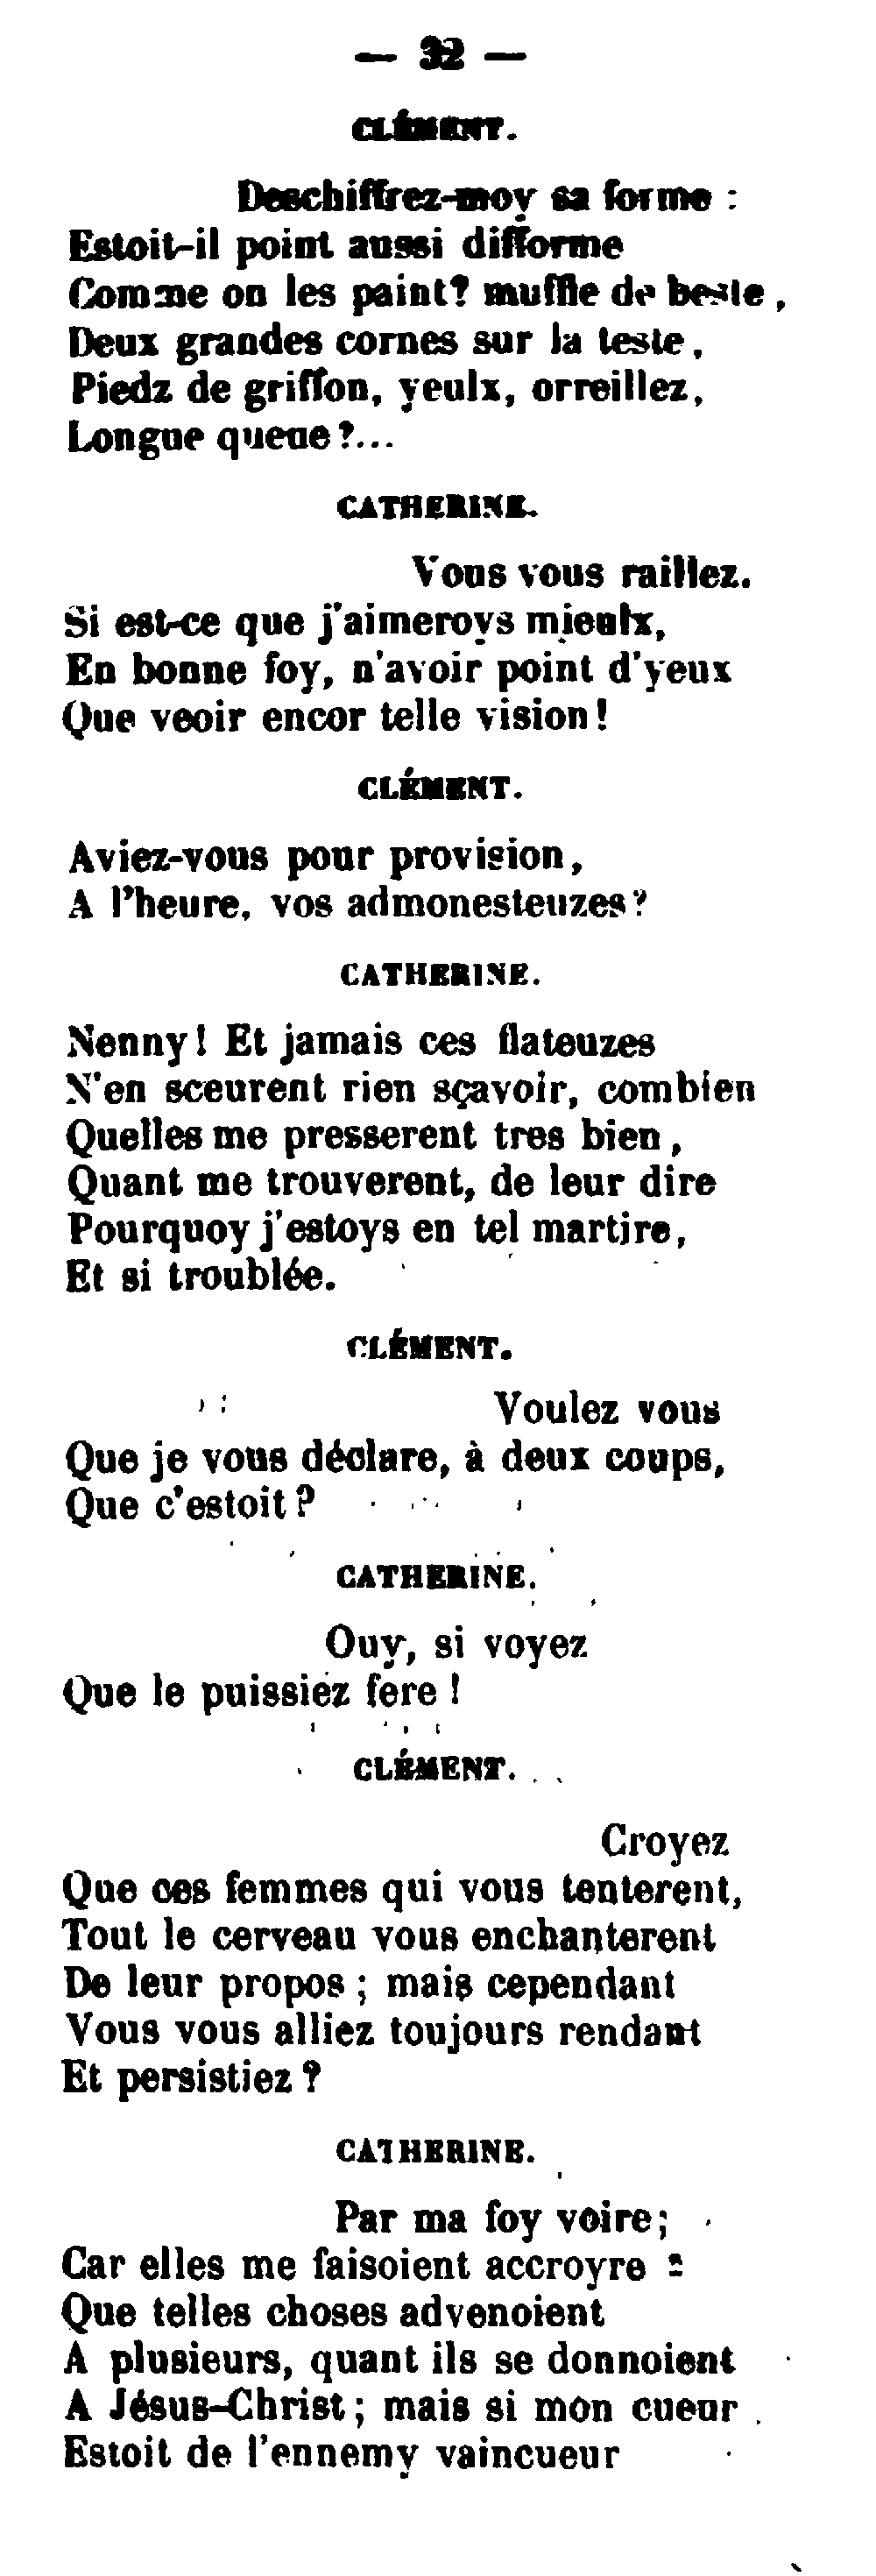 — 32 —
CLÉMENT.
Deschiffrez-moy sa forme :
Estoit-il point aussi difforme
Comme on les paint? muffle de beste,
Deux grandes cornes sur la teste,
Piedz de griffon, yeulx, orreillez,
Longue queue?...
CATHERINE.
Vous vous raillez.
Si est-ce que j'aimeroys mieulx,
En bonne foy, n'avoir point d'yeux
Que veoir encor telle vision!
CLÉMENT.
Aviez-vous pour provision,
A l'heure, vos admonesteuzes?
CATHERINE.
Nenny! Et jamais ces flateuzes
N'en sceurent rien sçavoir, combien
Quelles me presserent tres bien,
Quant me trouverent, de leur dire
Pourquoy j'estoys en tel martire,
Et si troublée.
CLÉMENT.
Voulez vous
Que je vous déclare, à deux coups,
Que c'estoit?
CATHERINE.
Ouy, si voyez
Que le puissiez fere!
CLÉMENT.
Croyez
Que ces femmes qui vous tenterent,
Tout le cerveau vous enchanterent
De leur propos ; mais cependant
Vous vous alliez toujours rendant
Et persistiez?
CATHERINE.
Par ma foy voire;
Car elles me faisoient accroyre :
Que telles choses advenoient
A plusieurs, quant ils se donnoient
A Jésus-Christ ; mais si mon cueur
Estoit de l'ennemy vaincueur